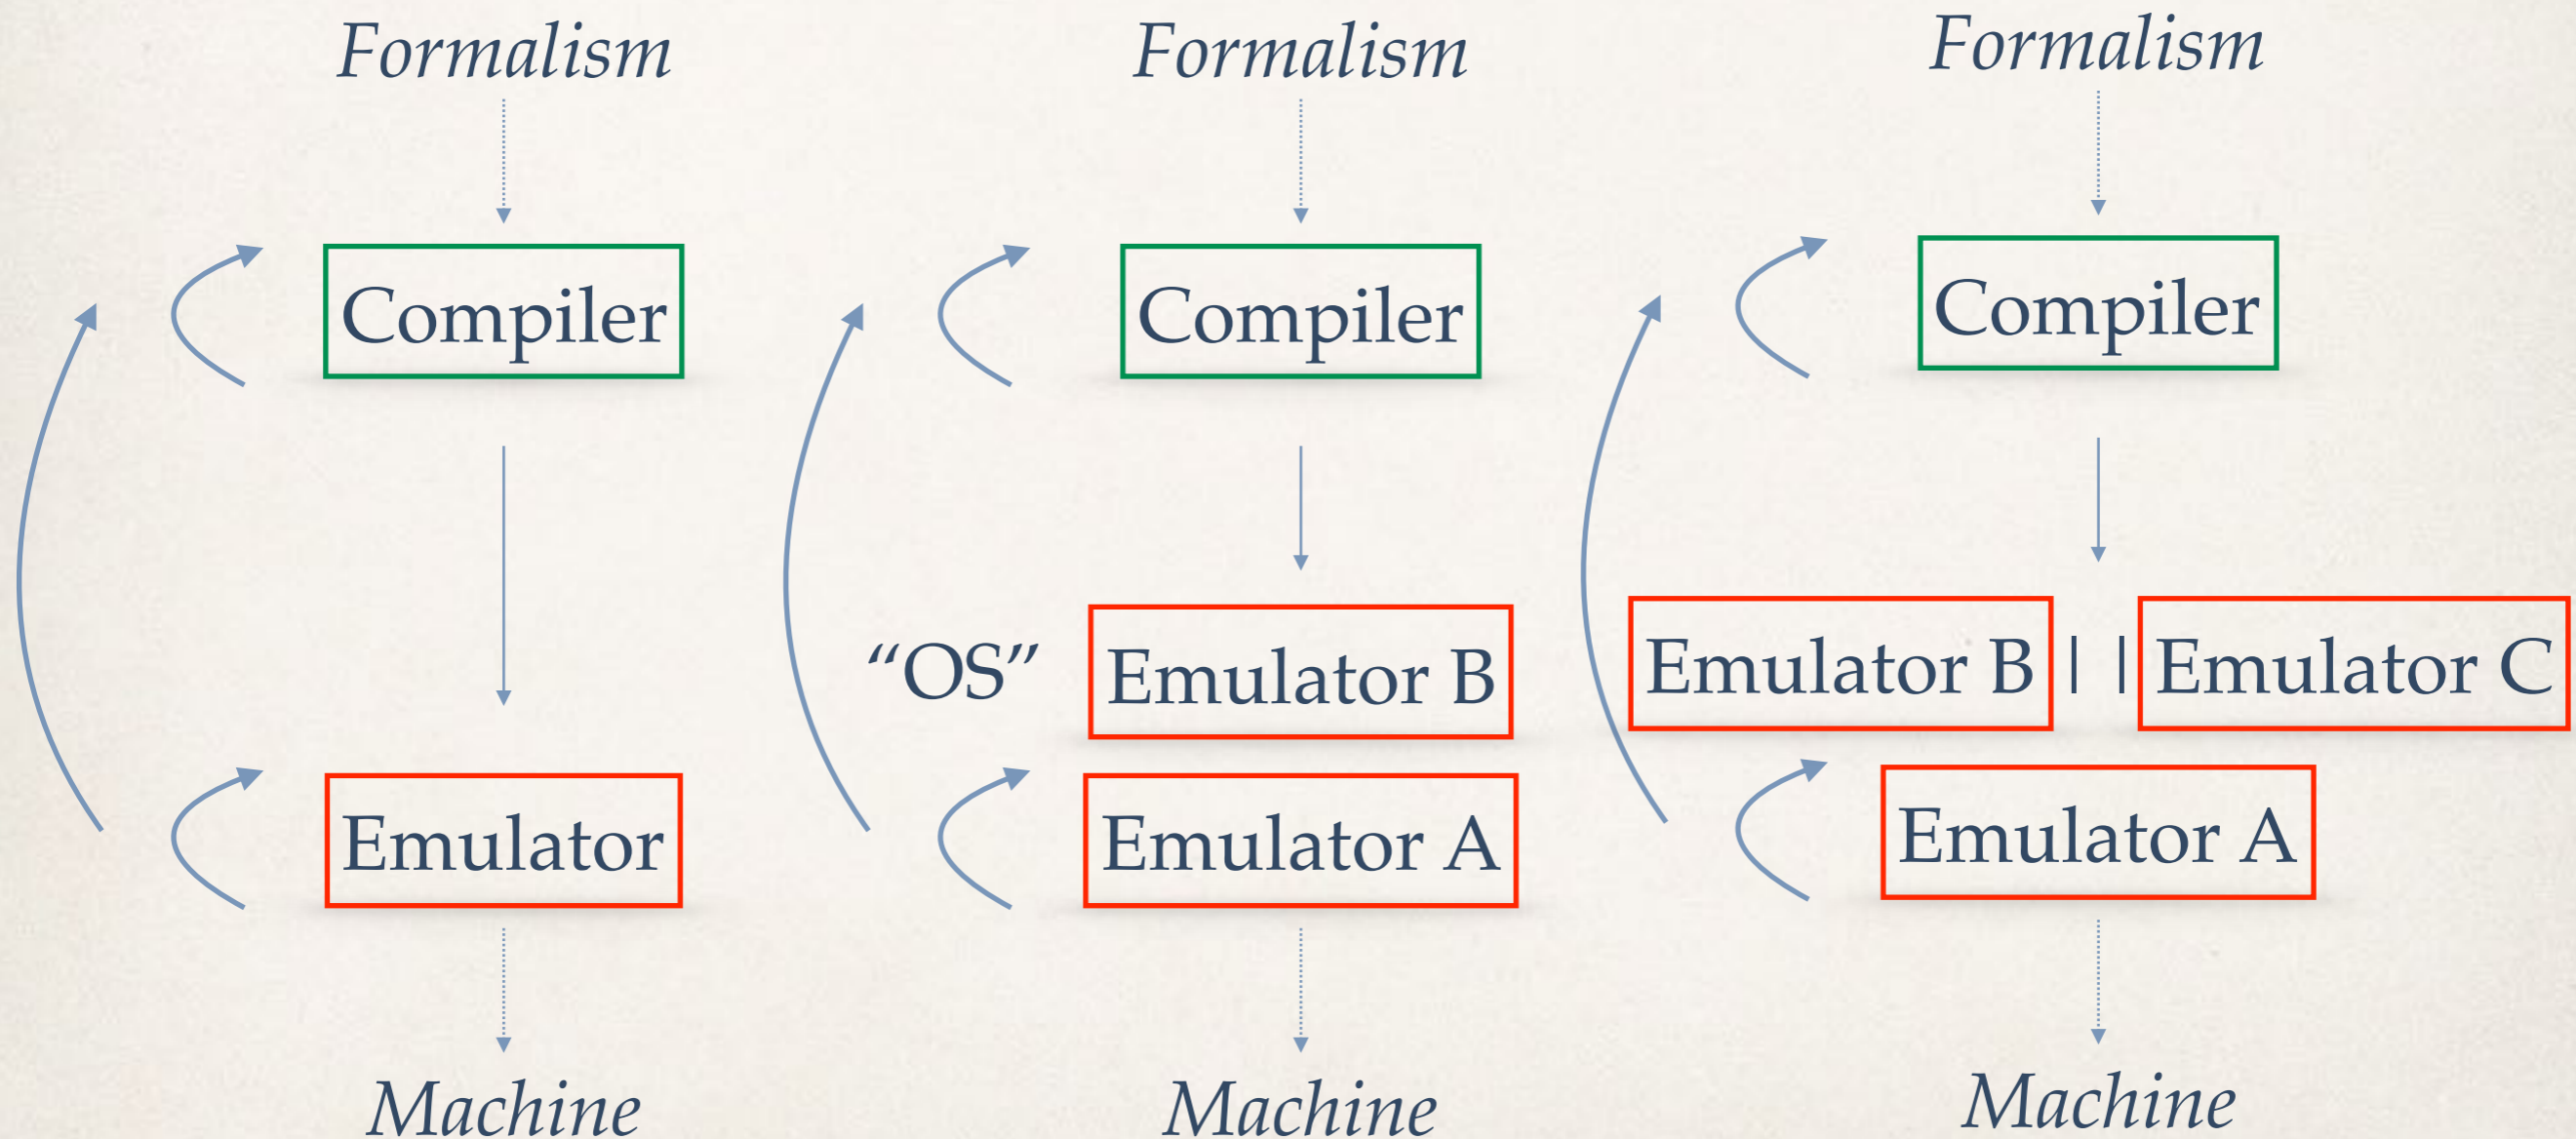 Formalism
Compiler
Emulator
Machine
Formalism
Compiler
“OS”
Emulator B
Emulator A
Machine
Formalism
Compiler
Emulator B || Emulator C
Emulator A
Machine